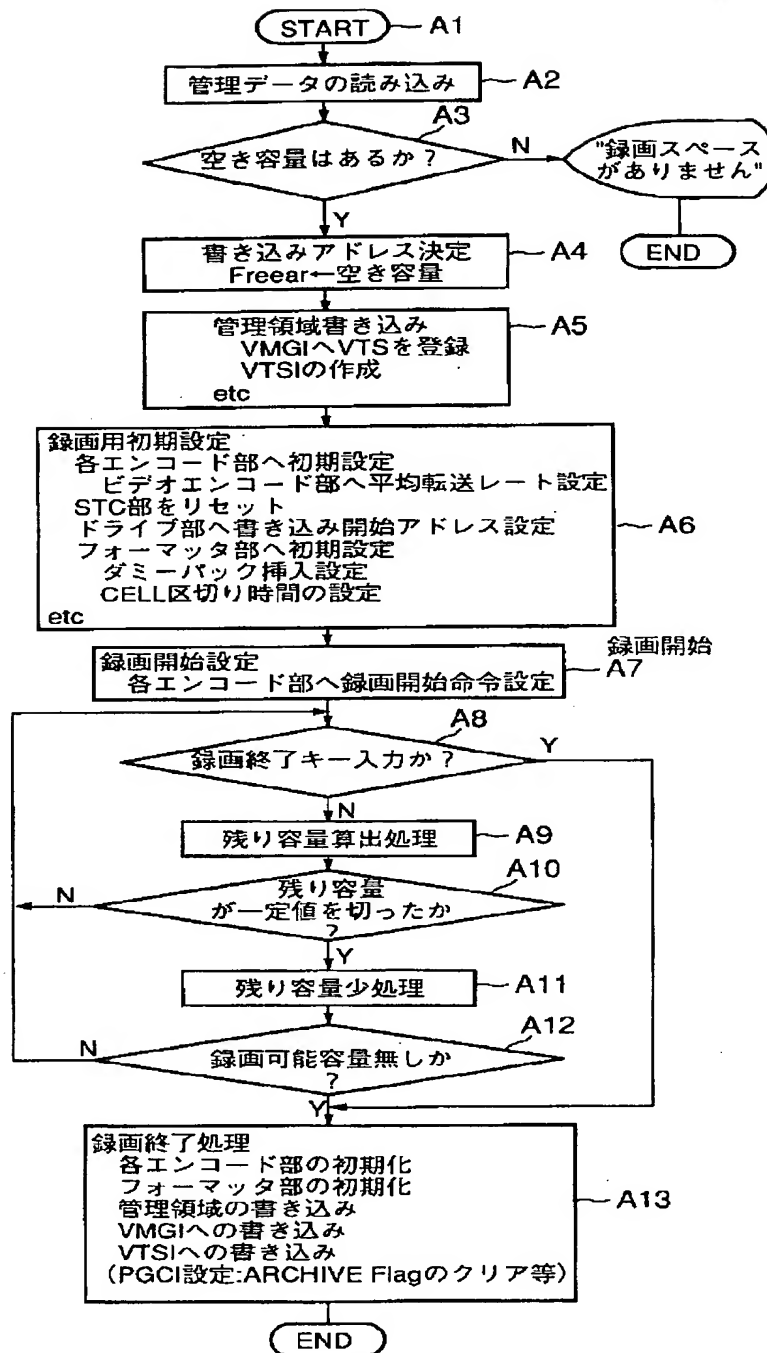 START A1
管理データの読み込み A2
A3
空き容量はあるか？ N
"録画スペース
がありません"
Y
END
書き込みアドレス決定 A4
Freear←空き容量
管理領域書き込み A5
VMGIへVTSを登録
VTSIの作成
etc
録画用初期設定
各エンコード部へ初期設定
ビデオエンコード部へ平均転送レート設定
STC部をリセット
ドライブ部へ書き込み開始アドレス設定 A6
フォーマッタ部へ初期設定
ダミーパック挿入設定
CELL区切り時間の設定
etc
録画開始
録画開始設定 A7
各エンコード部へ録画開始命令設定
A8
録画終了キー入力か？ Y
N
残り容量算出処理 A9
A10
残り容量
N が一定値を切ったか
？
Y
残り容量少処理 A11
A12
N 録画可能容量無しか
？
Y
録画終了処理
各エンコード部の初期化
フォーマッタ部の初期化
管理領域の書き込み A13
VMGIへの書き込み
VTSIへの書き込み
（PGCI設定:ARCHIVE Flagのクリア等）
END